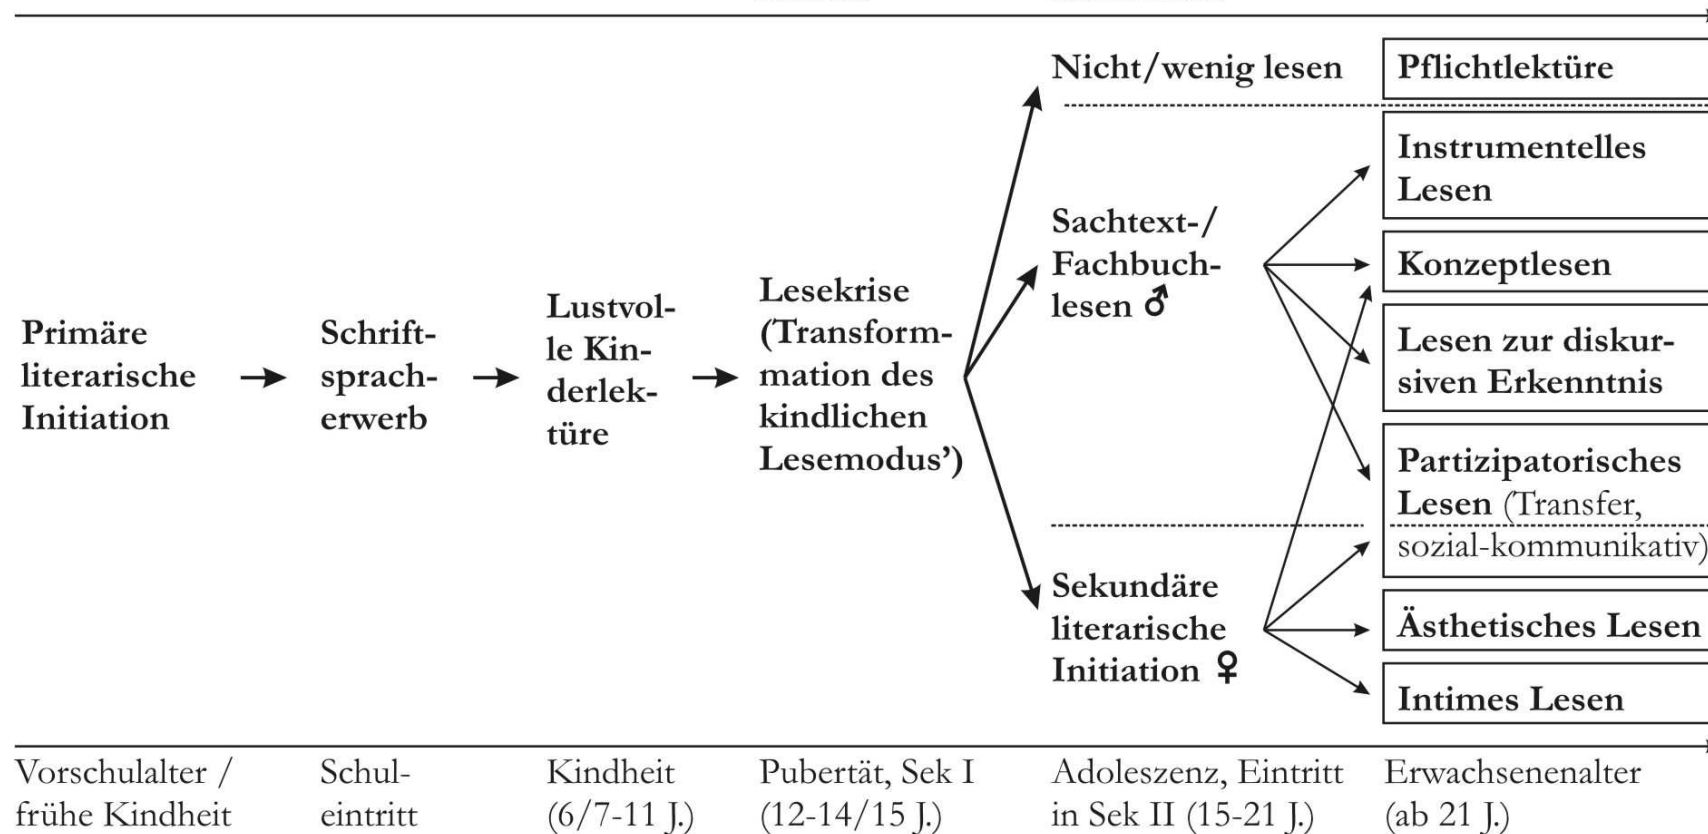 Primäre
literarische
Initiation
Schrift-
sprach-
erwerb
Lustvol-
le Kin-
derlek-
türe
Lesekrise
(Transform-
mation des
kindlichen
Lesemodus’)
Nicht/wenig lesen
Sachtext-/
Fachbuch-
lesen ♂
Sekundäre
literarische
Initiation ♀
Pflichtlektüre
Instrumentelles
Lesen
Konzeptlesen
Lesen zur diskur-
siven Erkenntnis
Partizipatorisches
Lesen (Transfer,
sozial-kommunikativ)
Ästhetisches Lesen
Intimes Lesen
Vorschulalter /
frühe Kindheit
Schul-
eintritt
Kindheit
(6/7-11 J.)
Pubertät, Sek I
(12-14/15 J.)
Adoleszenz, Eintritt
in Sek II (15-21 J.)
Erwachsenenalter
(ab 21 J.)